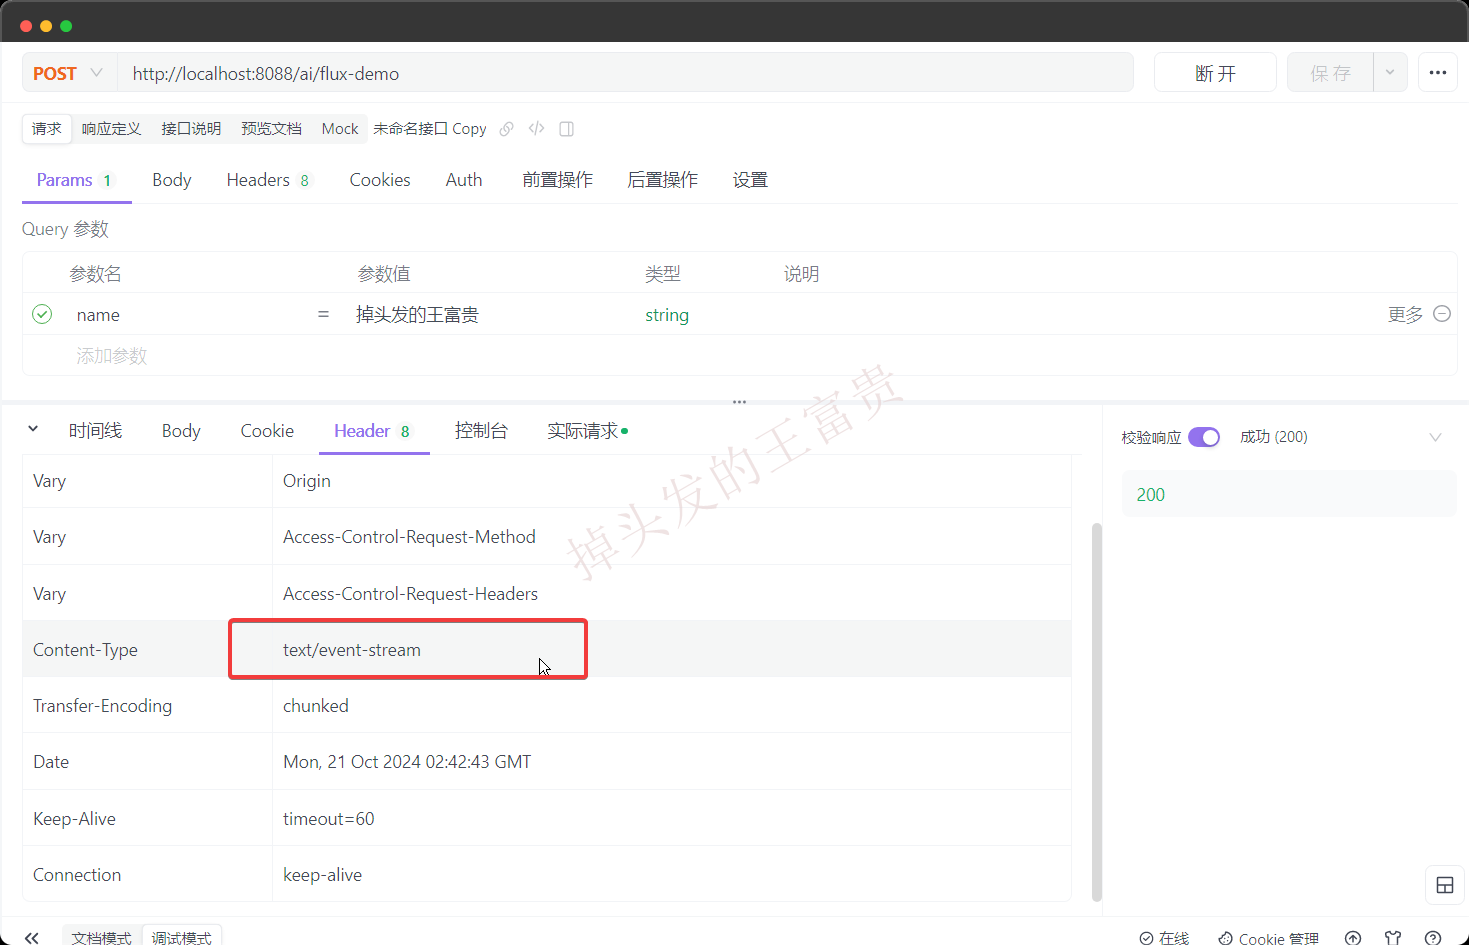 POST http://localhost:8088/ai/flux-demo 断开 保存
请求 响应定义 接口说明 预览文档 Mock 未命名接口 Copy
Params 1 Body Headers 8 Cookies Auth 前置操作 后置操作 设置
Query 参数
参数名 参数值 类型 说明
name = 掉头发的王富贵 string 更多
添加参数
时间线 Body Cookie Header 8 控制台 实际请求 校验响应 成功 (200)
200
Vary Origin
Vary Access-Control-Request-Method
Vary Access-Control-Request-Headers
Content-Type text/event-stream
Transfer-Encoding chunked
Date Mon, 21 Oct 2024 02:42:43 GMT
Keep-Alive timeout=60
Connection keep-alive
掉头发的王富贵
文档模式 调试模式 在线 Cookie 管理